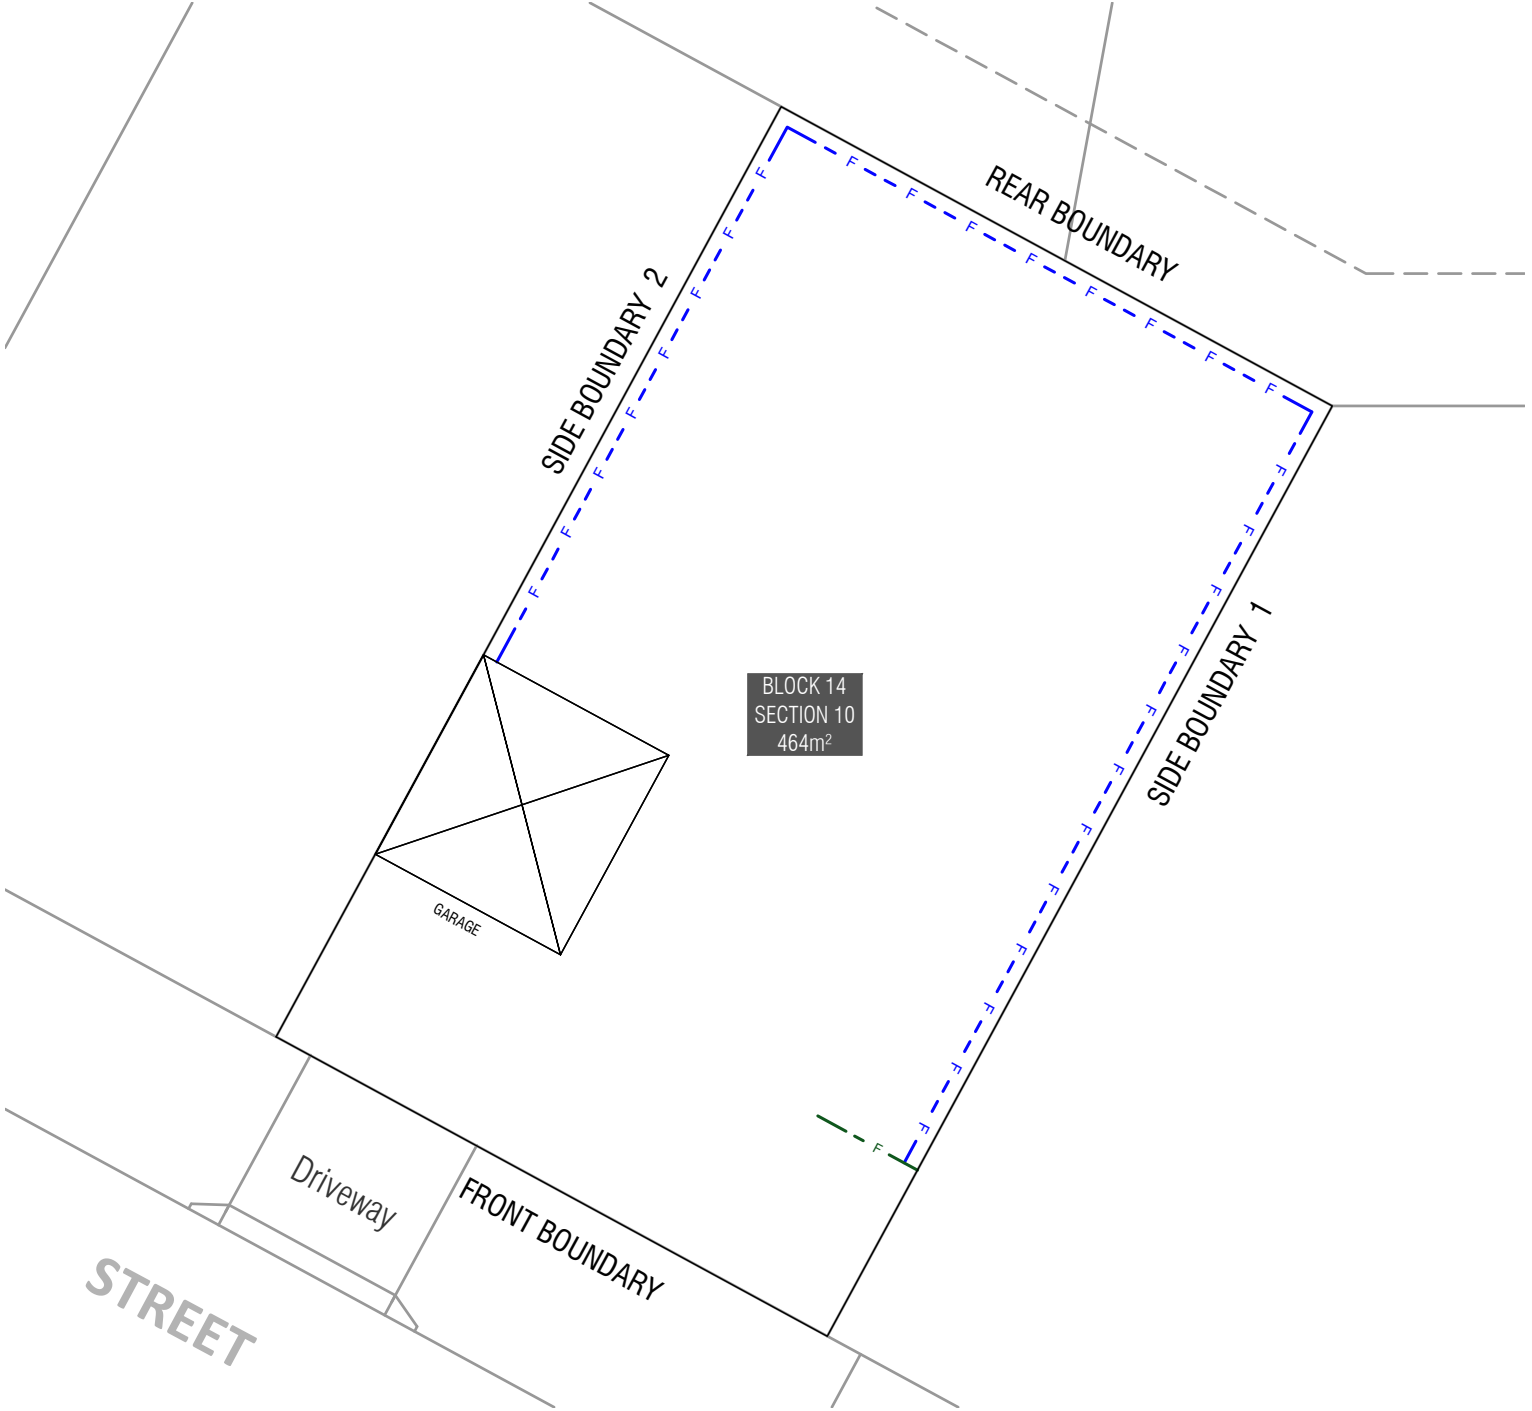 REAR BOUNDARY
F F F F F F F F
SIDE BOUNDARY 2
F F F F F F F F
SIDE BOUNDARY 1
F F F F F F F F F F F F
BLOCK 14
SECTION 10
464m²
GARAGE
F
Driveway
FRONT BOUNDARY
STREET